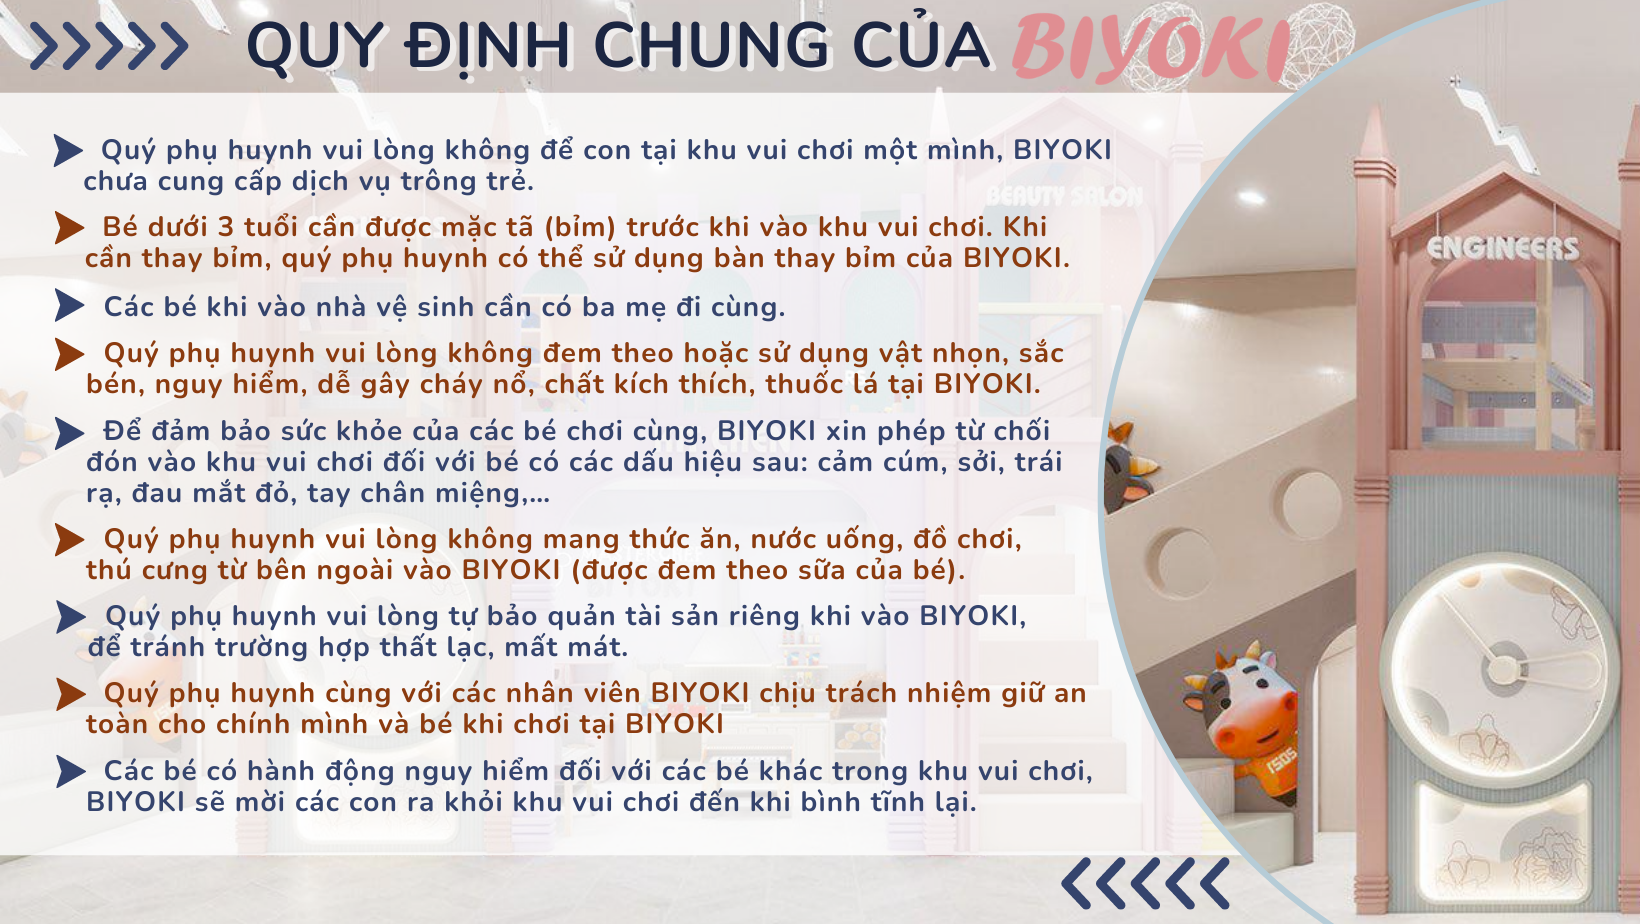 QUY ĐỊNH CHUNG CỦA BIYOKI
Quý phụ huynh vui lòng không để con tại khu vui chơi một mình, BIYOKI
chưa cung cấp dịch vụ trông trẻ.
Bé dưới 3 tuổi cần được mặc tã (bỉm) trước khi vào khu vui chơi. Khi
cần thay bỉm, quý phụ huynh có thể sử dụng bàn thay bỉm của BIYOKI.
Các bé khi vào nhà vệ sinh cần có ba mẹ đi cùng.
Quý phụ huynh vui lòng không đem theo hoặc sử dụng vật nhọn, sắc
bén, nguy hiểm, dễ gây cháy nổ, chất kích thích, thuốc lá tại BIYOKI.
Để đảm bảo sức khỏe của các bé chơi cùng, BIYOKI xin phép từ chối
đón vào khu vui chơi đối với bé có các dấu hiệu sau: cảm cúm, sởi, trái
rạ, đau mắt đỏ, tay chân miệng,...
Quý phụ huynh vui lòng không mang thức ăn, nước uống, đồ chơi,
thú cưng từ bên ngoài vào BIYOKI (được đem theo sữa của bé).
Quý phụ huynh vui lòng tự bảo quản tài sản riêng khi vào BIYOKI,
để tránh trường hợp thất lạc, mất mát.
Quý phụ huynh cùng với các nhân viên BIYOKI chịu trách nhiệm giữ an
toàn cho chính mình và bé khi chơi tại BIYOKI
Các bé có hành động nguy hiểm đối với các bé khác trong khu vui chơi,
BIYOKI sẽ mời các con ra khỏi khu vui chơi đến khi bình tĩnh lại.
BEAUTY SALON
ENGINEERS